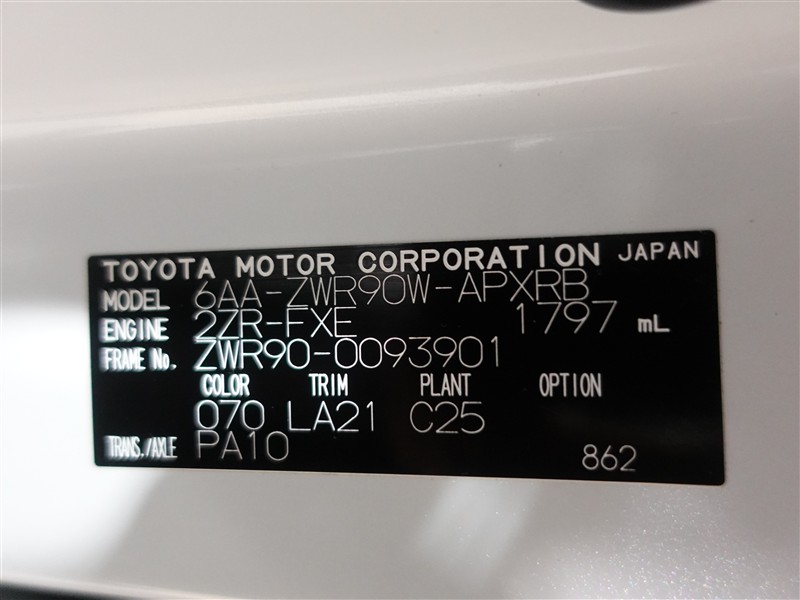 TOYOTA MOTOR CORPORATION JAPAN
MODEL 6AA-ZWR90W-APXRB
ENGINE 2ZR-FXE 1797 mL
FRAME No. ZWR90-0093901
COLOR TRIM PLANT OPTION
070 LA21 C25
TRANS./AXLE PA10
862